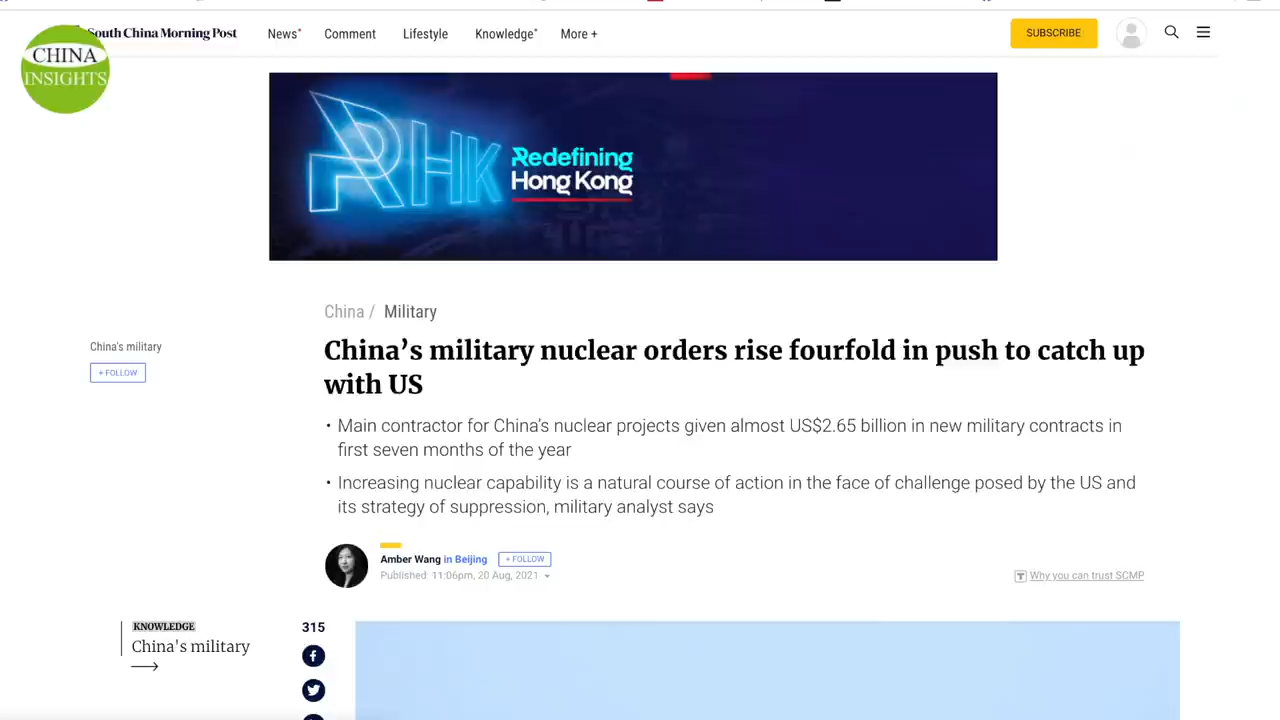 South China Morning Post
News
Comment
Lifestyle
Knowledge
More +
SUBSCRIBE
CHINA
INSIGHTS
RHK
Redefining
Hong Kong
China / Military
China's military
+ FOLLOW
China’s military nuclear orders rise fourfold in push to catch up
with US
• Main contractor for China’s nuclear projects given almost US$2.65 billion in new military contracts in
first seven months of the year
• Increasing nuclear capability is a natural course of action in the face of challenge posed by the US and
its strategy of suppression, military analyst says
Amber Wang in Beijing
+ FOLLOW
Published: 11:06pm, 20 Aug, 2021
Why you can trust SCMP
KNOWLEDGE
China's military
315